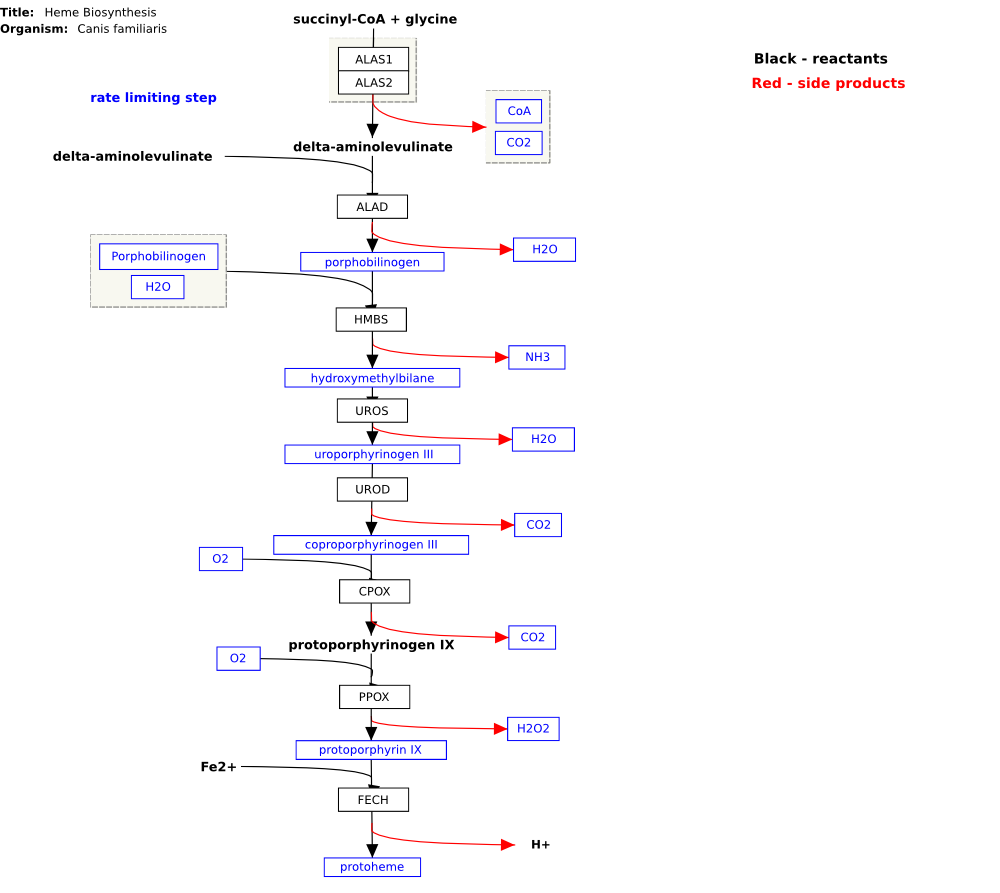 Title: Heme Biosynthesis
Organism: Canis familiaris
succinyl-CoA + glycine
Black - reactants
Red - side products
ALAS1
ALAS2
rate limiting step
CoA
CO2
delta-aminolevulinate
delta-aminolevulinate
ALAD
H2O
Porphobilinogen
H2O
porphobilinogen
HMBS
NH3
hydroxymethylbilane
UROS
H2O
uroporphyrinogen III
UROD
CO2
coproporphyrinogen III
O2
CPOX
CO2
protoporphyrinogen IX
O2
PPOX
H2O2
protoporphyrin IX
Fe2+
FECH
H+
protoheme